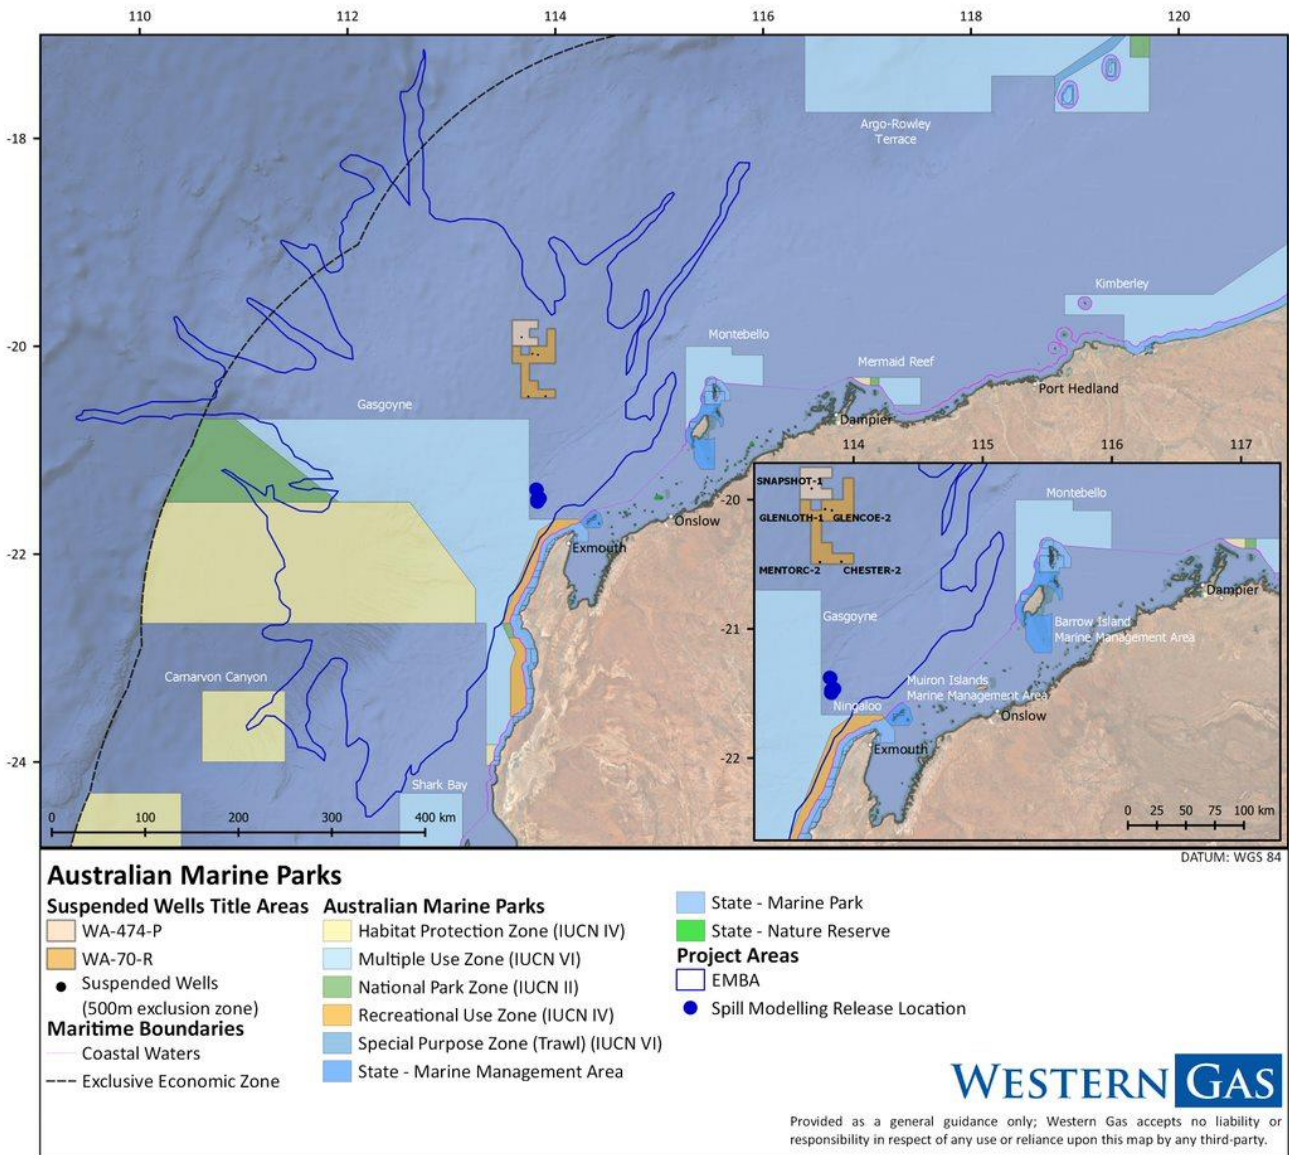 110 112 114 116 118 120
-18
-20
-22
-24
Argo-Rowley
Terrace
Kimberley
Montebello
Mermaid Reef
Port Hedland
Dampier
Gasgoyne
Onslow
Exmouth
Carnarvon Canyon
Shark Bay
0 100 200 300 400 km
114 115 116 117
-20
-21
-22
SNAPSHOT-1
GLENLOTH-1 GLENCOE-2
MENTORC-2 CHESTER-2
Montebello
Dampier
Gasgoyne
Barrow Island
Marine Management Area
Muiron Islands
Marine Management Area
Ningaloo
Onslow
Exmouth
0 25 50 75 100 km
DATUM: WGS 84
Australian Marine Parks
Suspended Wells Title Areas
WA-474-P
WA-70-R
Suspended Wells
(500m exclusion zone)
Maritime Boundaries
Coastal Waters
Exclusive Economic Zone
Australian Marine Parks
Habitat Protection Zone (IUCN IV)
Multiple Use Zone (IUCN VI)
National Park Zone (IUCN II)
Recreational Use Zone (IUCN IV)
Special Purpose Zone (Trawl) (IUCN VI)
State - Marine Management Area
State - Marine Park
State - Nature Reserve
Project Areas
EMBA
Spill Modelling Release Location
WESTERN GAS
Provided as a general guidance only; Western Gas accepts no liability or
responsibility in respect of any use or reliance upon this map by any third-party.